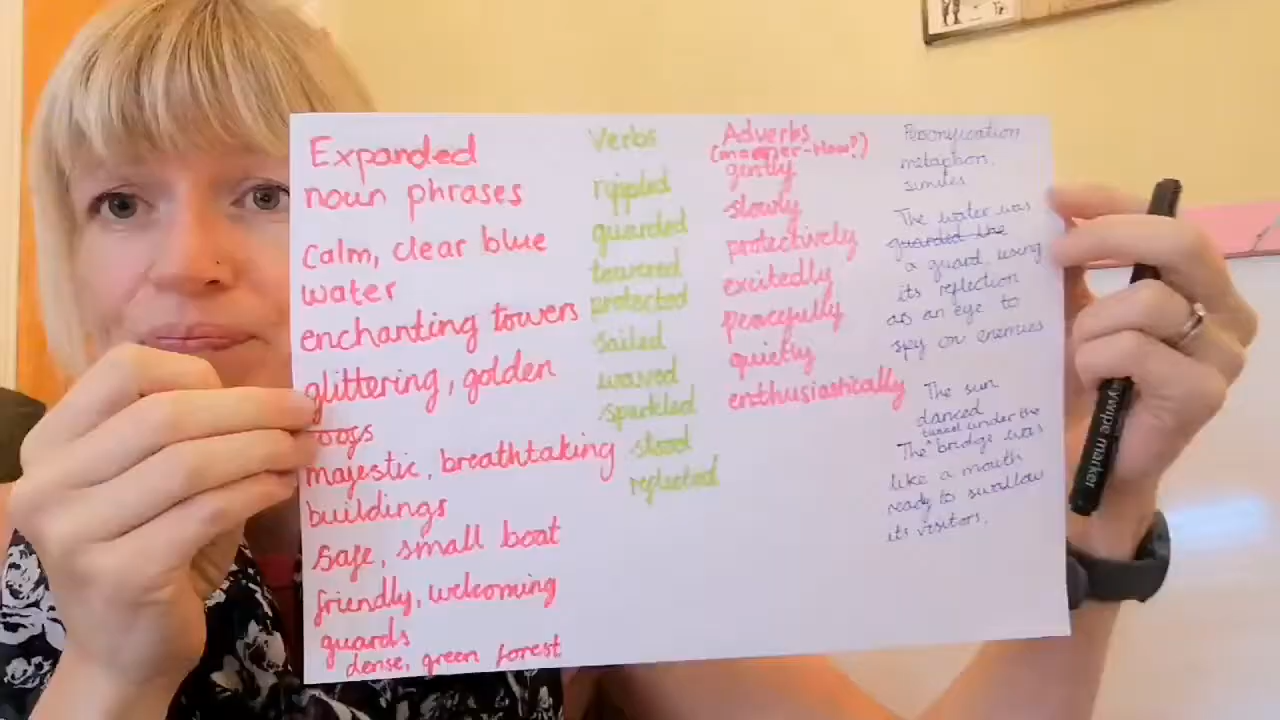 Expanded
noun phrases
Calm, clear blue
water
enchanting towers
glittering, golden
roofs
majestic, breathtaking
buildings
safe, small boat
friendly, welcoming
guards
dense, green forest
Verbs
rippled
guarded
towered
protected
sailed
waved
sparkled
stood
reflected
Adverbs
(manner-How?)
gently
slowly
protectively
excitedly
peacefully
quietly
enthusiastically
Personification
metaphors.
similes
The water was
guarded the
a guard, using
its reflection
as an eye to
spy on enemies
The sun
danced
tunnel under the
The ^ bridge was
like a mouth
ready to swallow
its visitors.
ywipe marker